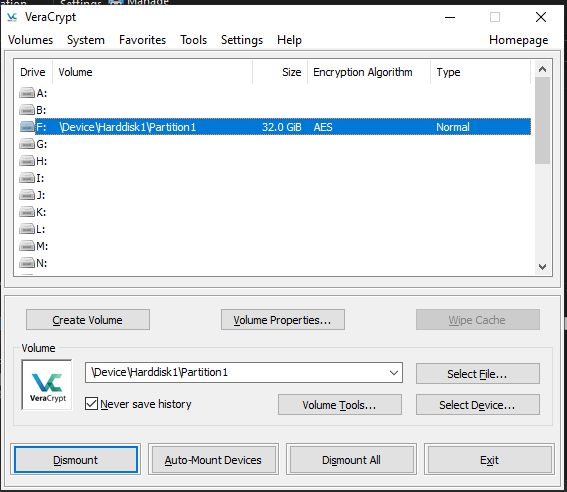 Settings Manage
VeraCrypt
Volumes System Favorites Tools Settings Help Homepage
Drive Volume Size Encryption Algorithm Type
A:
B:
F: \Device\Harddisk1\Partition1 32.0 GiB AES Normal
G:
H:
I:
J:
K:
L:
M:
N:
Create Volume Volume Properties... Wipe Cache
Volume
VeraCrypt
\Device\Harddisk1\Partition1 Select File...
Never save history Volume Tools... Select Device...
Dismount Auto-Mount Devices Dismount All Exit